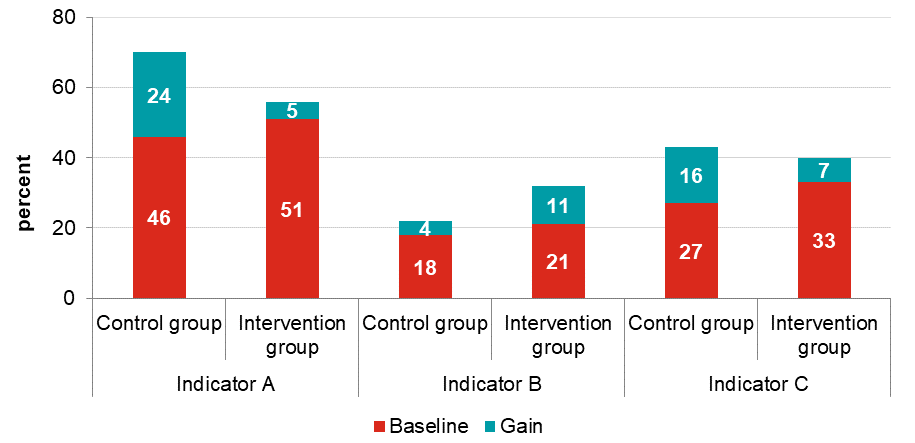 80
60
40
20
0
percent
24
46
5
51
4
18
11
21
16
27
7
33
Control group
Intervention
group
Control group
Intervention
group
Control group
Intervention
group
Indicator A
Indicator B
Indicator C
Baseline
Gain